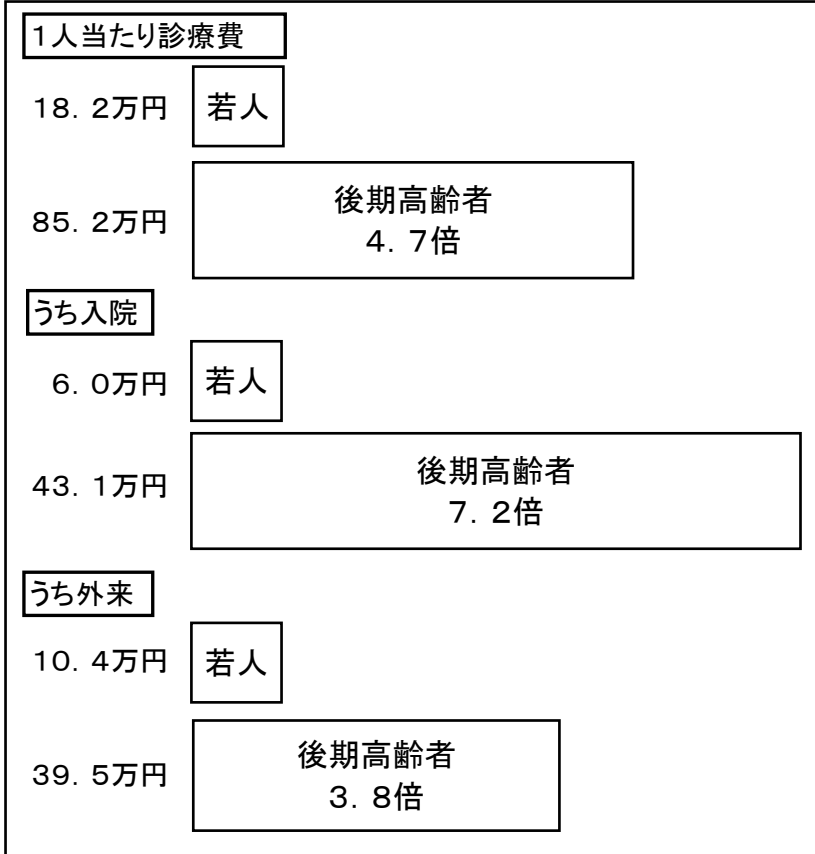 1人当たり診療費
18.2万円
若人
85.2万円
後期高齢者
4.7倍
うち入院
6.0万円
若人
43.1万円
後期高齢者
7.2倍
うち外来
10.4万円
若人
39.5万円
後期高齢者
3.8倍